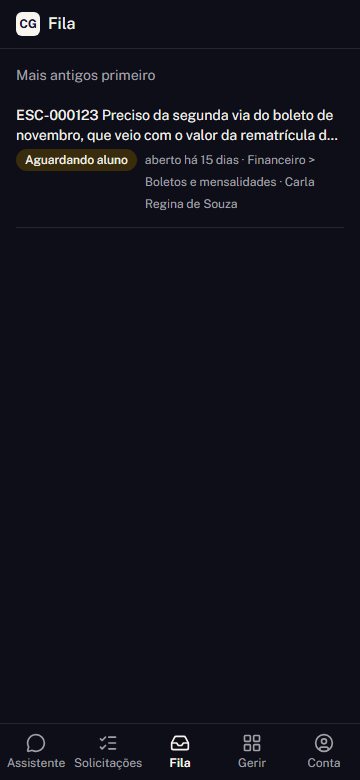 CG Fila
Mais antigos primeiro
ESC-000123 Preciso da segunda via do boleto de
novembro, que veio com o valor da rematrícula d...
Aguardando aluno aberto há 15 dias · Financeiro >
Boletos e mensalidades · Carla
Regina de Souza
Assistente Solicitações Fila Gerir Conta